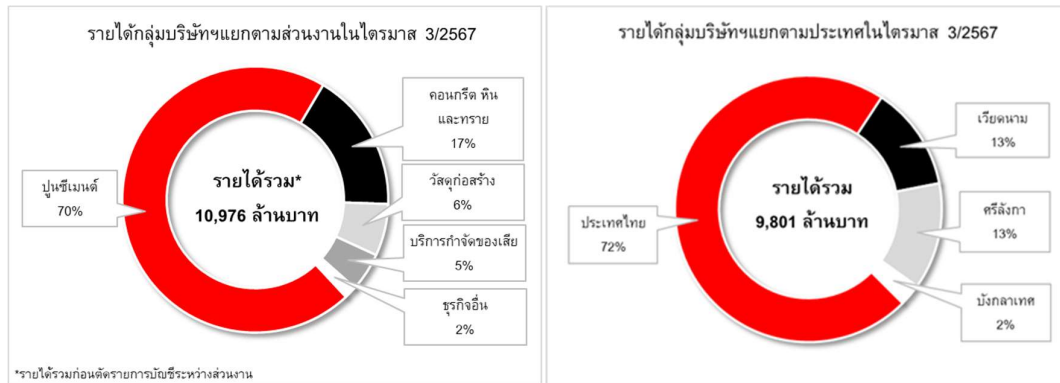 รายได้กลุ่มบริษัทฯแยกตามส่วนงานในไตรมาส 3/2567
คอนกรีต หิน
และทราย
17%
วัสดุก่อสร้าง
6%
บริการกำจัดของเสีย
5%
ธุรกิจอื่น
2%
ปูนซีเมนต์
70%
รายได้รวม*
10,976 ล้านบาท
*รายได้รวมก่อนตัดรายการบัญชีระหว่างส่วนงาน
รายได้กลุ่มบริษัทฯแยกตามประเทศในไตรมาส 3/2567
เวียดนาม
13%
ศรีลังกา
13%
บังกลาเทศ
2%
ประเทศไทย
72%
รายได้รวม
9,801 ล้านบาท